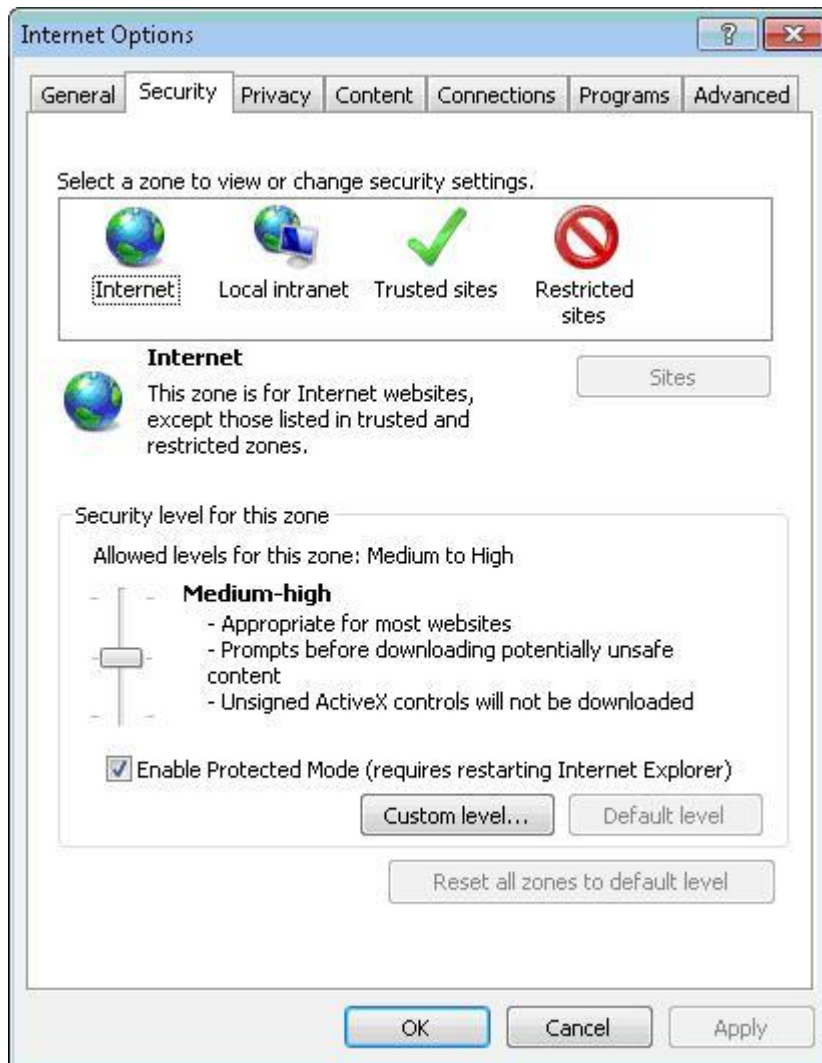 Internet Options
General Security Privacy Content Connections Programs Advanced
Select a zone to view or change security settings.
Internet Local intranet Trusted sites Restricted
sites
Internet
Sites
This zone is for Internet websites,
except those listed in trusted and
restricted zones.
Security level for this zone
Allowed levels for this zone: Medium to High
Medium-high
- Appropriate for most websites
- Prompts before downloading potentially unsafe
content
- Unsigned ActiveX controls will not be downloaded
Enable Protected Mode (requires restarting Internet Explorer)
Custom level... Default level
Reset all zones to default level
OK Cancel Apply